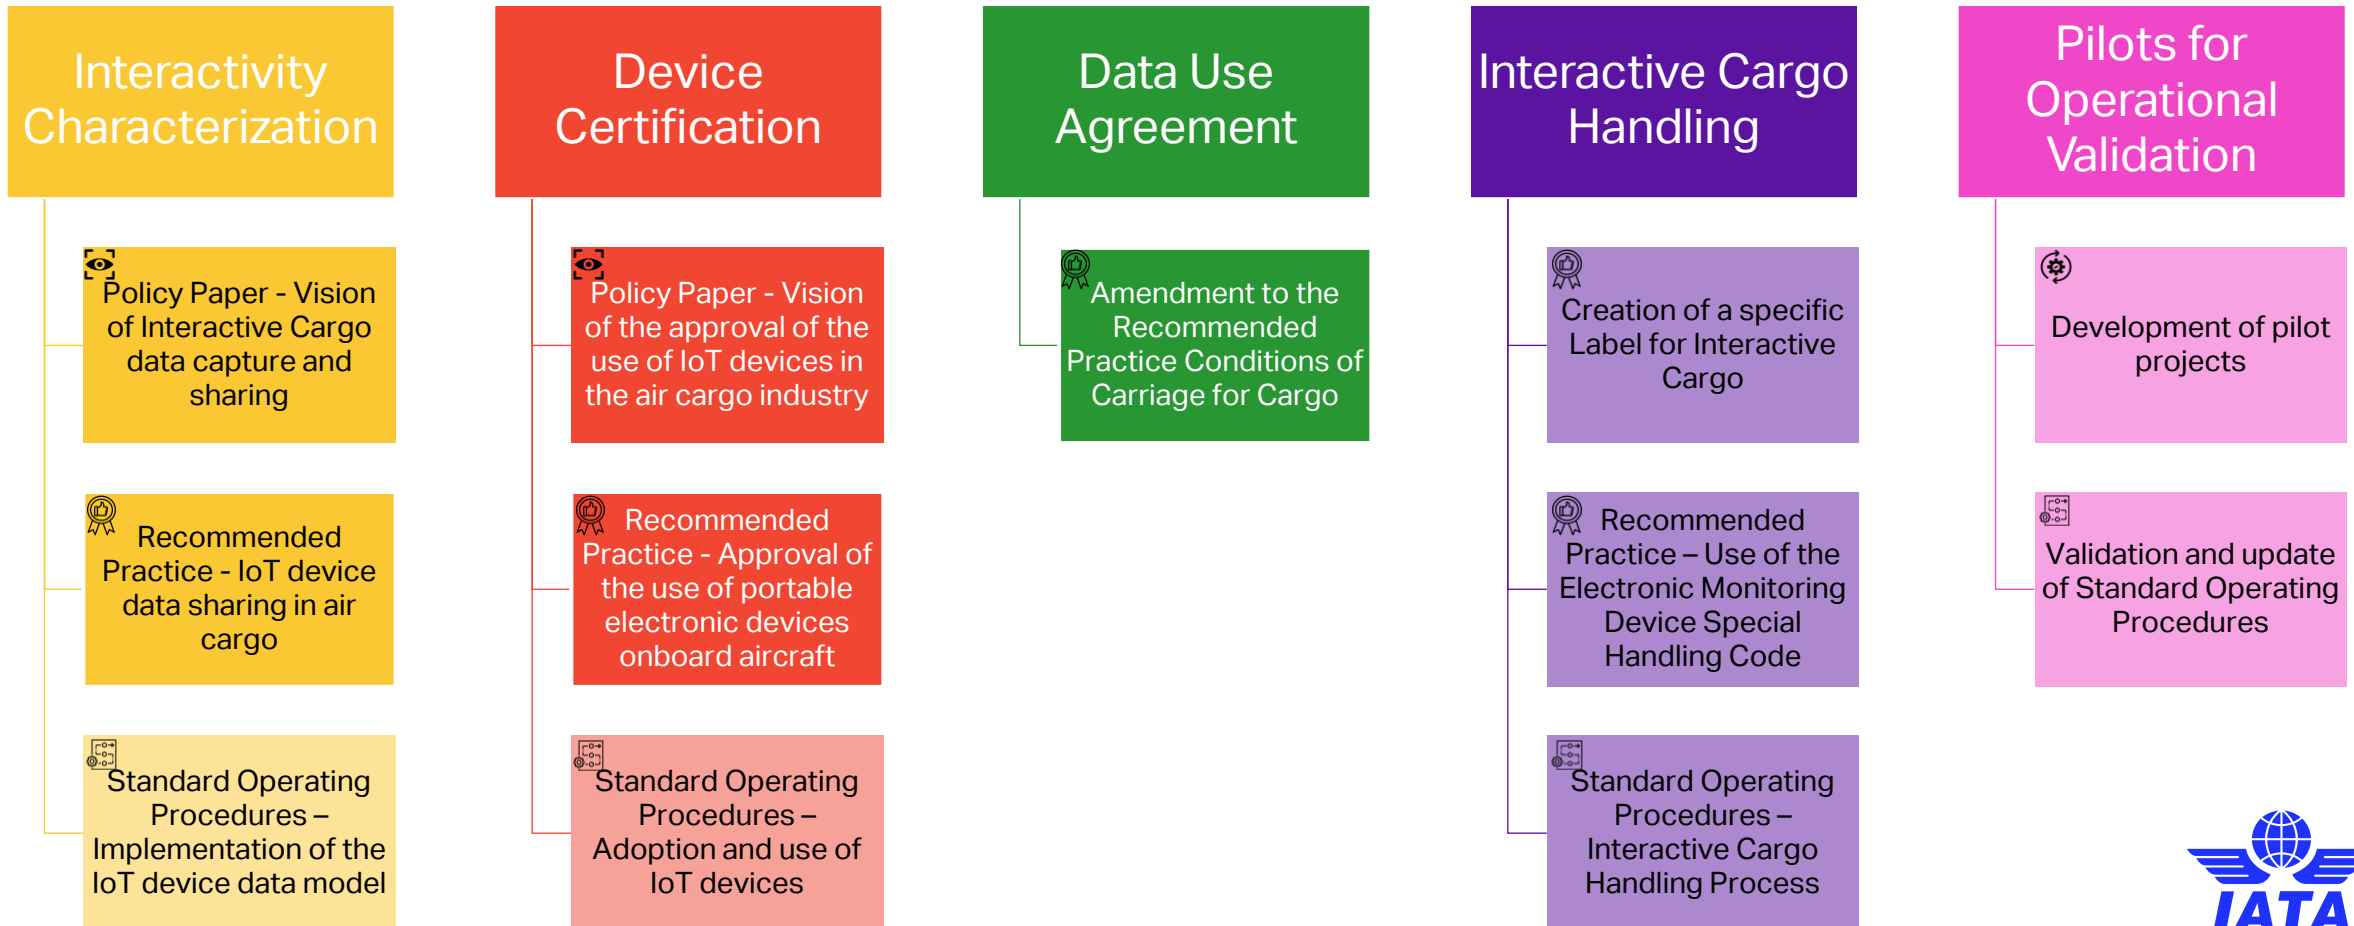 Interactivity
Characterization
Policy Paper - Vision
of Interactive Cargo
data capture and
sharing
Recommended
Practice - IoT device
data sharing in air
cargo
Standard Operating
Procedures –
Implementation of the
IoT device data model
Device
Certification
Policy Paper - Vision
of the approval of the
use of IoT devices in
the air cargo industry
Recommended
Practice - Approval of
the use of portable
electronic devices
onboard aircraft
Standard Operating
Procedures –
Adoption and use of
IoT devices
Data Use
Agreement
Amendment to the
Recommended
Practice Conditions of
Carriage for Cargo
Interactive Cargo
Handling
Creation of a specific
Label for Interactive
Cargo
Recommended
Practice – Use of the
Electronic Monitoring
Device Special
Handling Code
Standard Operating
Procedures –
Interactive Cargo
Handling Process
Pilots for
Operational
Validation
Development of pilot
projects
Validation and update
of Standard Operating
Procedures
IATA